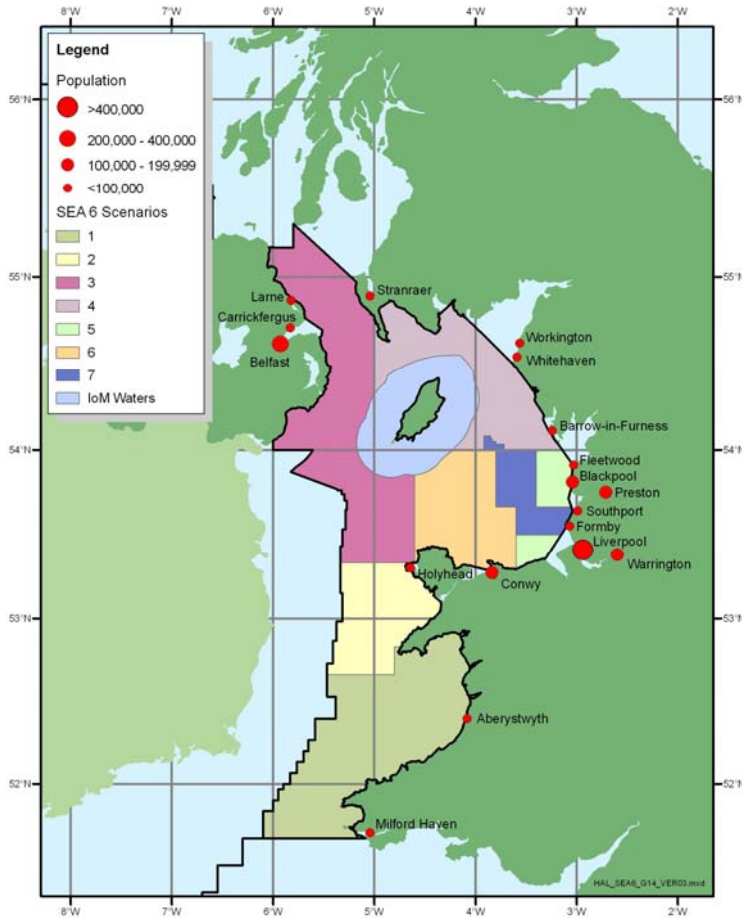 8°W 7°W 6°W 5°W 4°W 3°W 2°W
Legend
Population
>400,000
200,000 - 400,000
100,000 - 199,999
<100,000
SEA 6 Scenarios
1
2
3
4
5
6
7
IoM Waters
56°N 56°N
55°N 55°N
Stranraer
Larne
Carrickfergus
Belfast
Workington
Whitehaven
Barrow-in-Furness
54°N 54°N
Fleetwood
Blackpool
Preston
Southport
Formby
Liverpool
Warrington
Holyhead
Conwy
53°N 53°N
Aberystwyth
52°N 52°N
Milford Haven
HAL_SEA6_G14_VER03.mxd
8°W 7°W 6°W 5°W 4°W 3°W 2°W